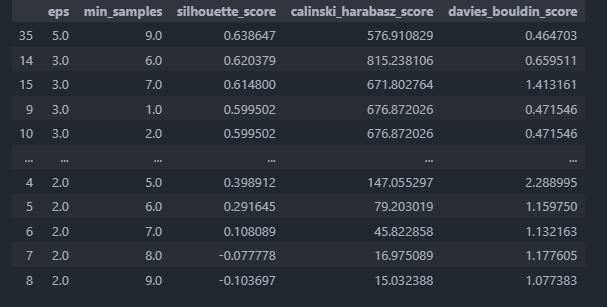 eps min_samples silhouette_score calinski_harabasz_score davies_bouldin_score
35 5.0 9.0 0.638647 576.910829 0.464703
14 3.0 6.0 0.620379 815.238106 0.659511
15 3.0 7.0 0.614800 671.802764 1.413161
9 3.0 1.0 0.599502 676.872026 0.471546
10 3.0 2.0 0.599502 676.872026 0.471546
... ... ... ... ... ...
4 2.0 5.0 0.398912 147.055297 2.288995
5 2.0 6.0 0.291645 79.203019 1.159750
6 2.0 7.0 0.108089 45.822858 1.132163
7 2.0 8.0 -0.077778 16.975089 1.177605
8 2.0 9.0 -0.103697 15.032388 1.077383